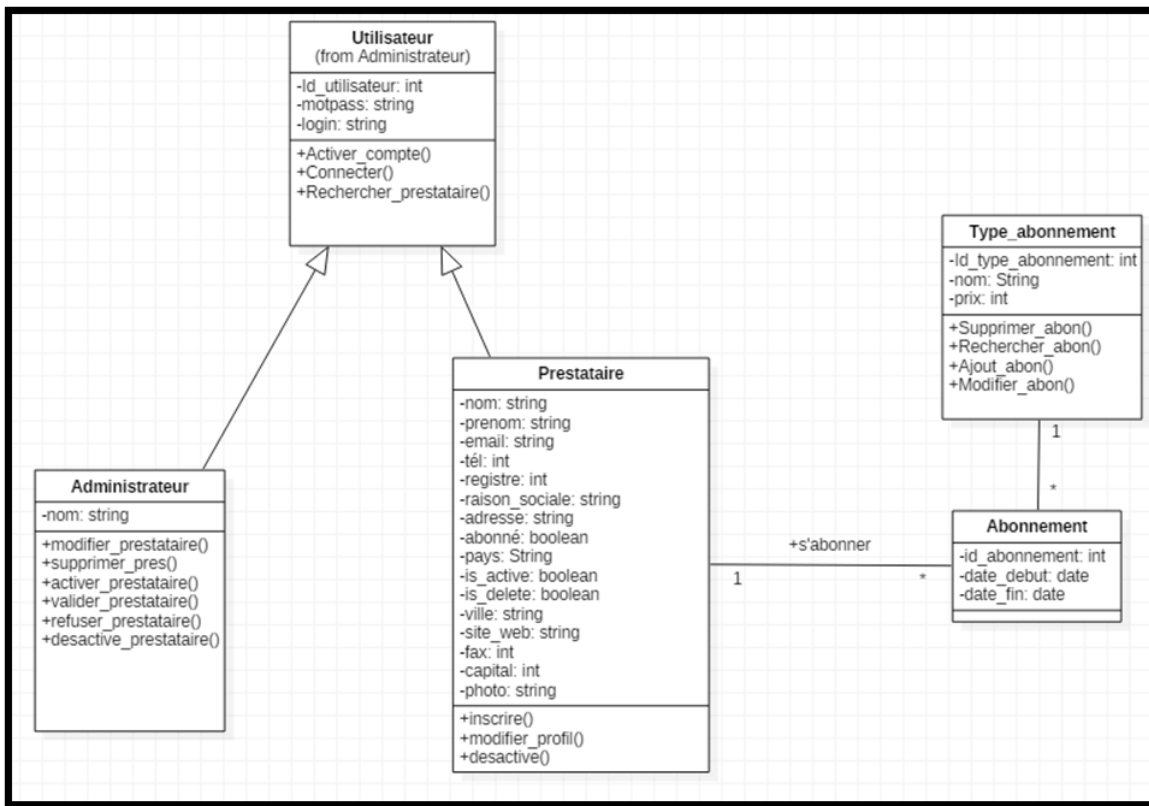 Utilisateur
(from Administrateur)
-Id_utilisateur: int
-motpass: string
-login: string
+Activer_compte()
+Connecter()
+Rechercher_prestataire()
Type_abonnement
-Id_type_abonnement: int
-nom: String
-prix: int
+Supprimer_abon()
+Rechercher_abon()
+Ajout_abon()
+Modifier_abon()
1
*
Prestataire
-nom: string
-prenom: string
-email: string
-tél: int
-registre: int
-raison_sociale: string
-adresse: string
-abonné: boolean
-pays: String
-is_active: boolean
-is_delete: boolean
-ville: string
-site_web: string
-fax: int
-capital: int
-photo: string
+inscrire()
+modifier_profil()
+desactive()
Administrateur
-nom: string
+modifier_prestataire()
+supprimer_pres()
+activer_prestataire()
+valider_prestataire()
+refuser_prestataire()
+desactive_prestataire()
+s'abonner
1
*
Abonnement
-id_abonnement: int
-date_debut: date
-date_fin: date